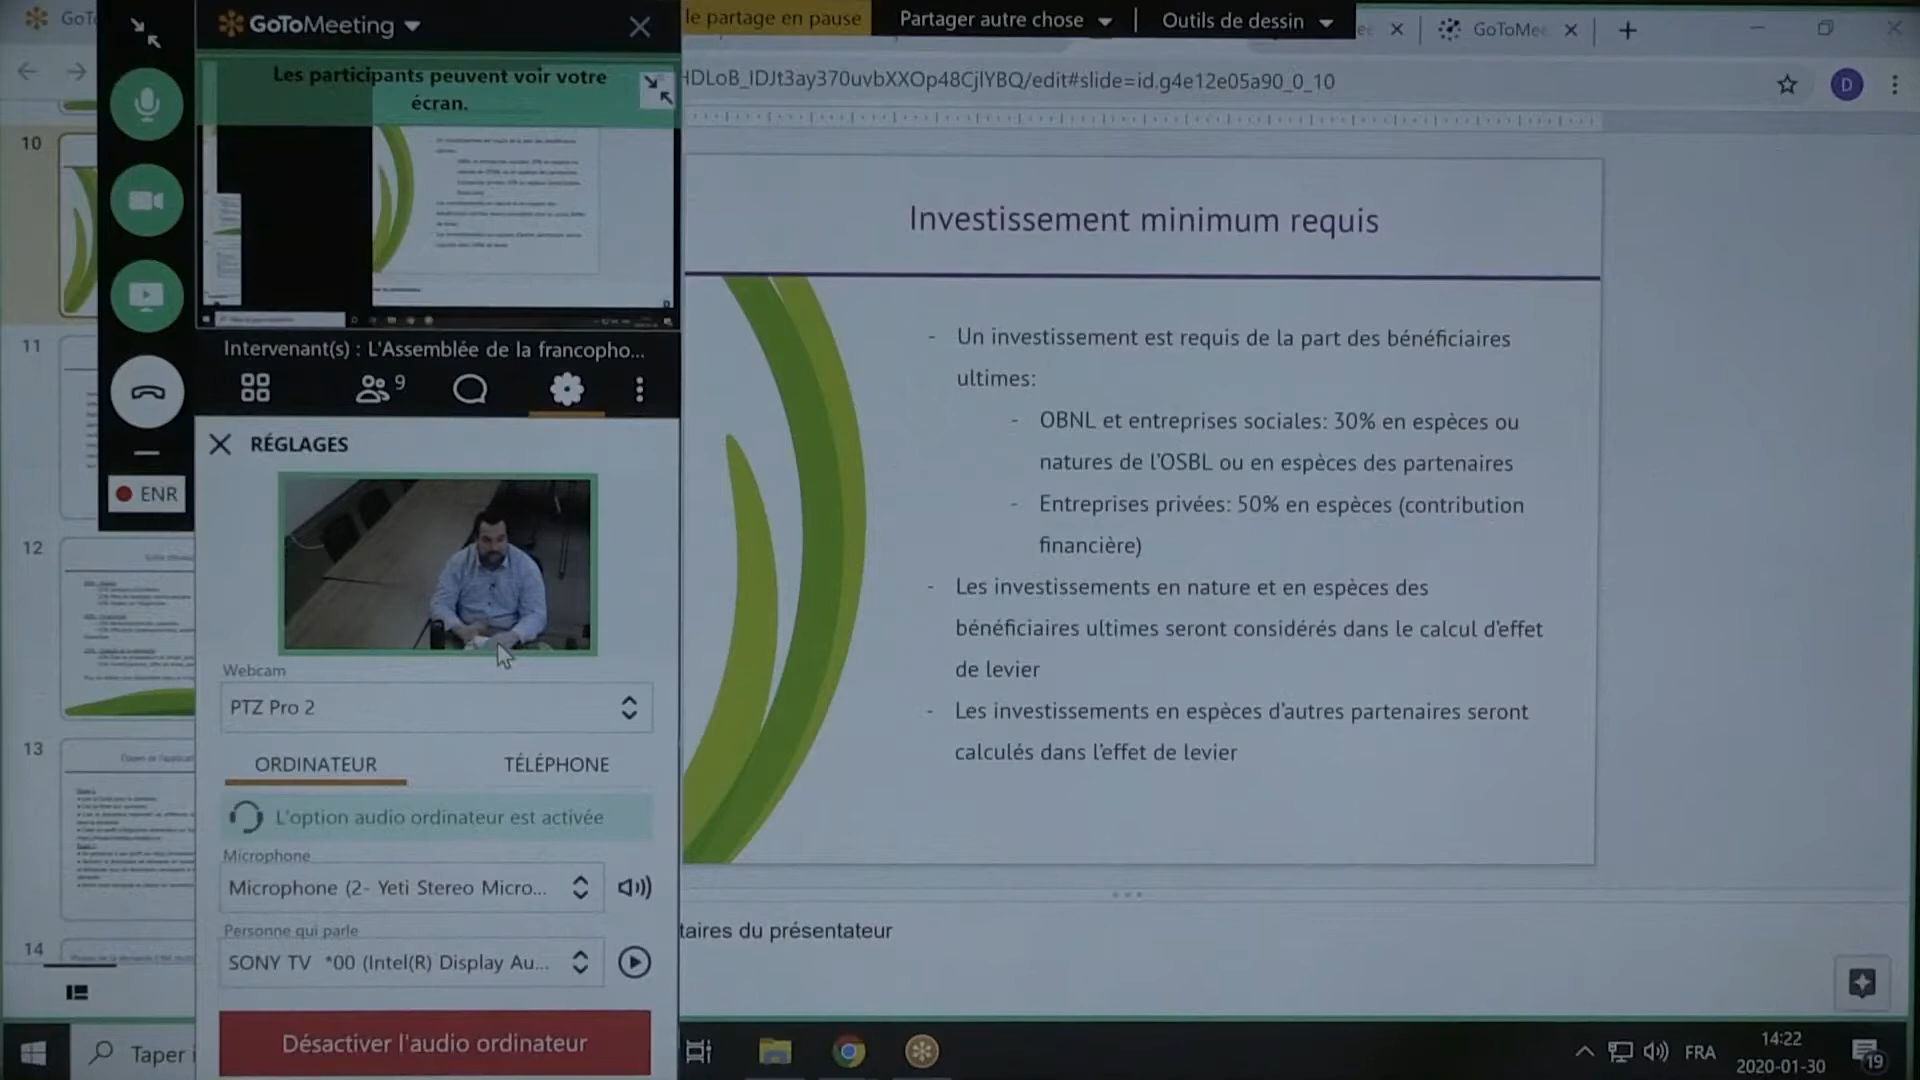 GoToMeeting
le partage en pause
Partager autre chose
Outils de dessin
GoToMee
Les participants peuvent voir votre
écran.
HDLoB_IDJt3ay370uvbXXOp48CjlYBQ/edit#slide=id.g4e12e05a90_0_10
D
10
11
12
13
14
Intervenant(s) : L'Assemblée de la francopho...
9
RÉGLAGES
ENR
Webcam
PTZ Pro 2
ORDINATEUR
TÉLÉPHONE
L'option audio ordinateur est activée
Microphone
Microphone (2- Yeti Stereo Micro...
Personne qui parle
SONY TV *00 (Intel(R) Display Au...
Désactiver l'audio ordinateur
Investissement minimum requis
- Un investissement est requis de la part des bénéficiaires
ultimes:
- OBNL et entreprises sociales: 30% en espèces ou
natures de l'OSBL ou en espèces des partenaires
- Entreprises privées: 50% en espèces (contribution
financière)
- Les investissements en nature et en espèces des
bénéficiaires ultimes seront considérés dans le calcul d'effet
de levier
- Les investissements en espèces d'autres partenaires seront
calculés dans l'effet de levier
taires du présentateur
Taper i
FRA
14:22
2020-01-30
19